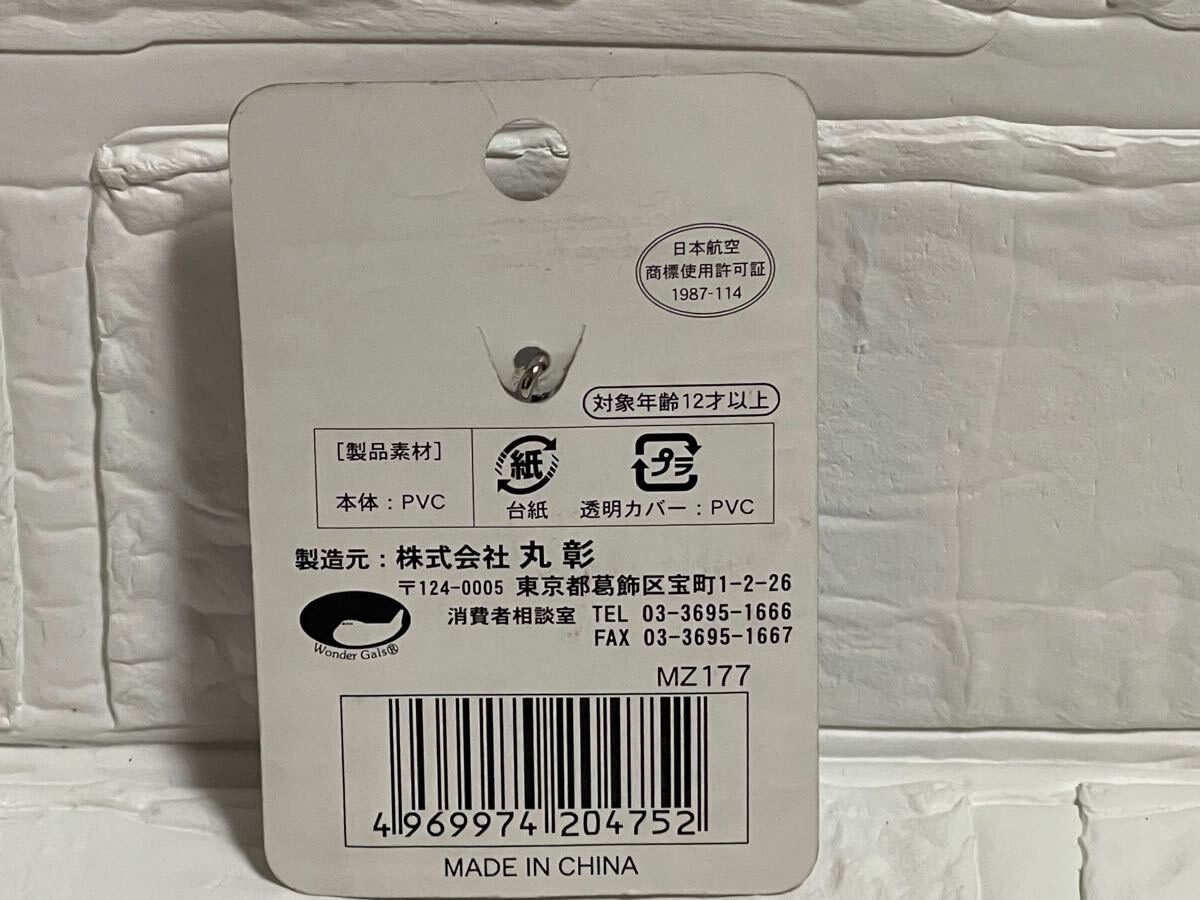 日本航空
商標使用許可証
1987-114
対象年齢12才以上
[製品素材]
本体：PVC
紙
台紙
プラ
透明カバー：PVC
製造元：株式会社 丸 彰
〒124-0005 東京都葛飾区宝町1-2-26
消費者相談室 TEL 03-3695-1666
FAX 03-3695-1667
Wonder Gals®
MZ177
4 969974 204752
MADE IN CHINA